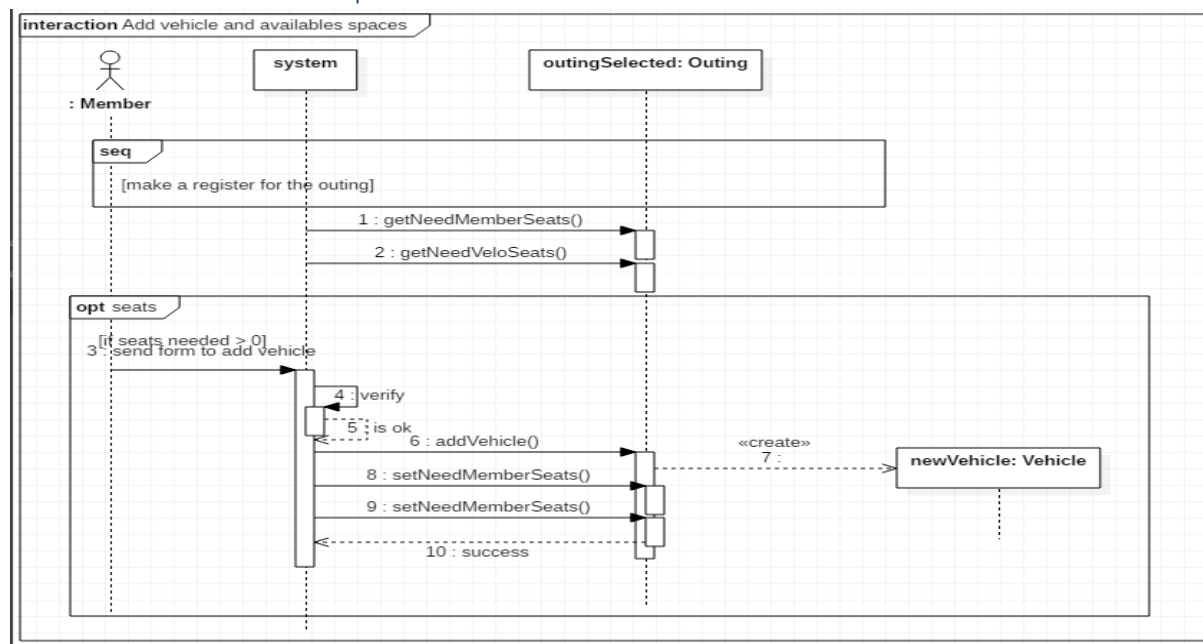 interaction Add vehicle and availables spaces
system
outingSelected: Outing
: Member
seq
[make a register for the outing]
1 : getNeedMemberSeats()
2 : getNeedVeloSeats()
opt seats
[if seats needed > 0]
3 : send form to add vehicle
4 : verify
5 : is ok
6 : addVehicle()
«create»
7 :
newVehicle: Vehicle
8 : setNeedMemberSeats()
9 : setNeedMemberSeats()
10 : success